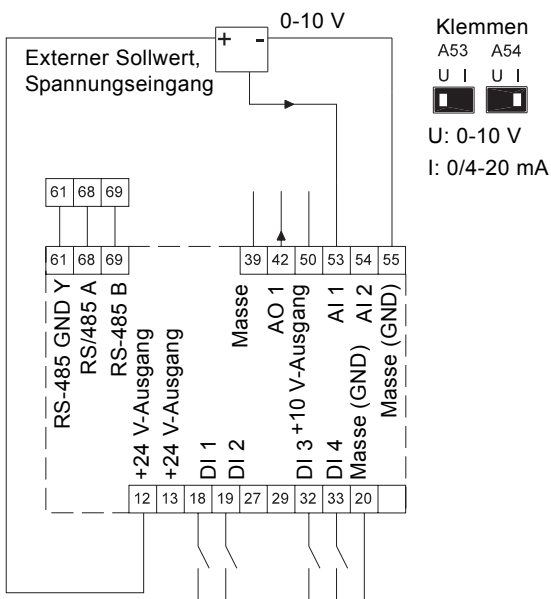 0-10 V
+ -
Externer Sollwert,
Spannungseingang
Klemmen
A53 A54
U I U I
U: 0-10 V
I: 0/4-20 mA
61 68 69
61 68 69
39 42 50 53 54 55
RS-485 GND Y
RS/485 A
RS-485 B
+24 V-Ausgang
+24 V-Ausgang
DI 1
DI 2
Masse
AO 1
+10 V-Ausgang
AI 1
AI 2
Masse (GND)
DI 3
DI 4
Masse (GND)
12 13 18 19 27 29 32 33 20